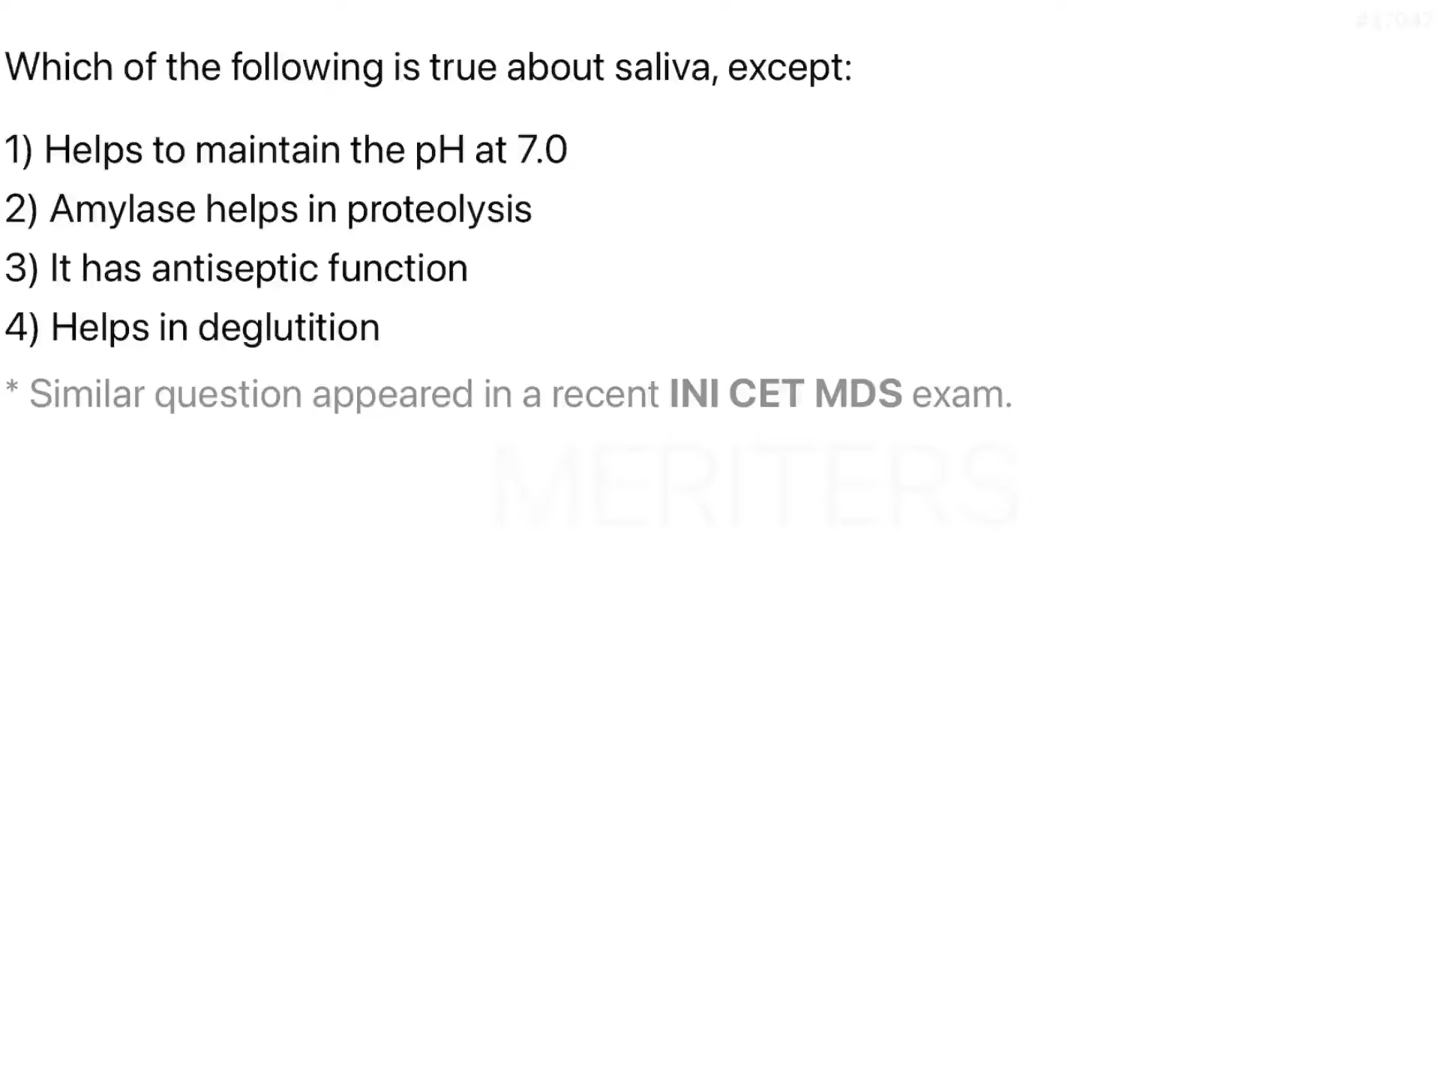 Which of the following is true about saliva, except:
1) Helps to maintain the pH at 7.0
2) Amylase helps in proteolysis
3) It has antiseptic function
4) Helps in deglutition
* Similar question appeared in a recent INI CET MDS exam.
MERITERS